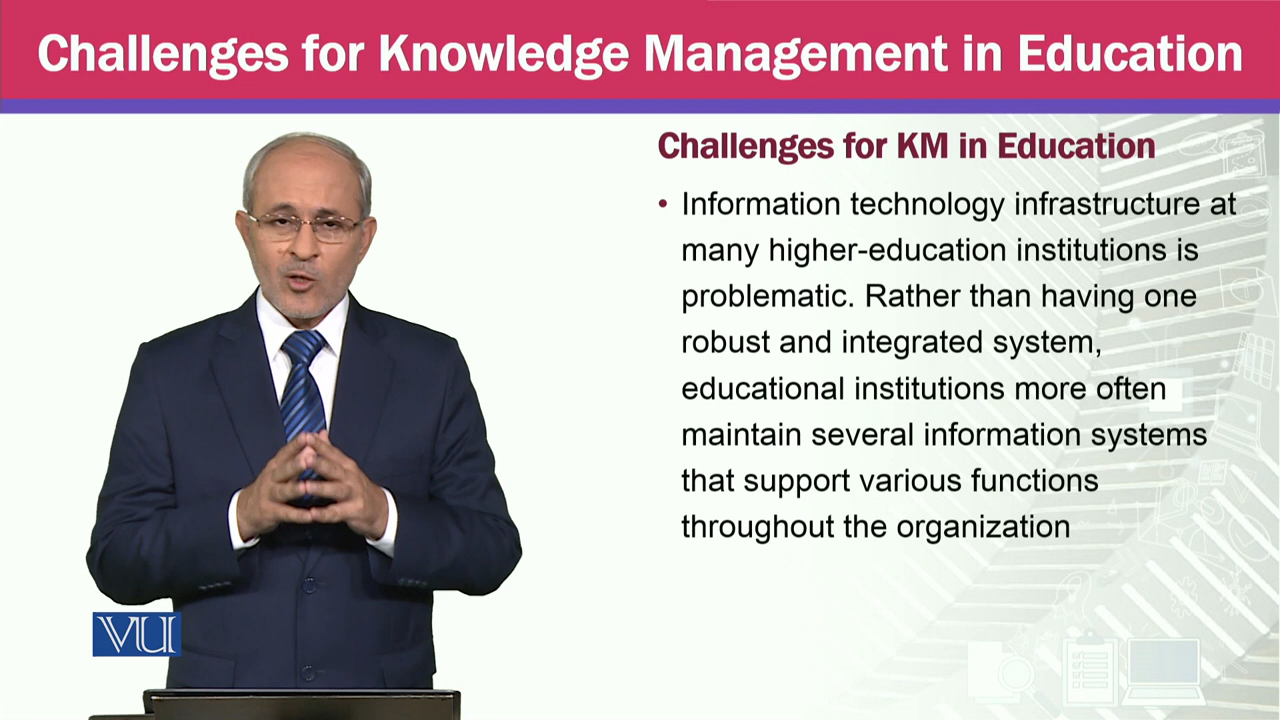 Challenges for Knowledge Management in Education
Challenges for KM in Education
• Information technology infrastructure at
many higher-education institutions is
problematic. Rather than having one
robust and integrated system,
educational institutions more often
maintain several information systems
that support various functions
throughout the organization
VU